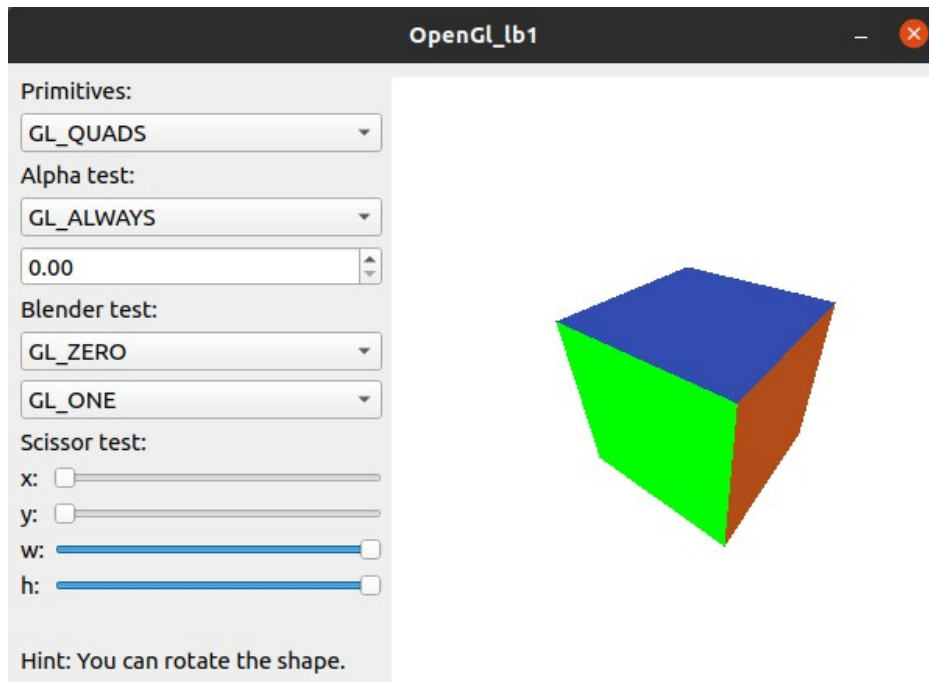 OpenGl_lb1
Primitives:
GL_QUADS
Alpha test:
GL_ALWAYS
0.00
Blender test:
GL_ZERO
GL_ONE
Scissor test:
x:
y:
w:
h:
Hint: You can rotate the shape.